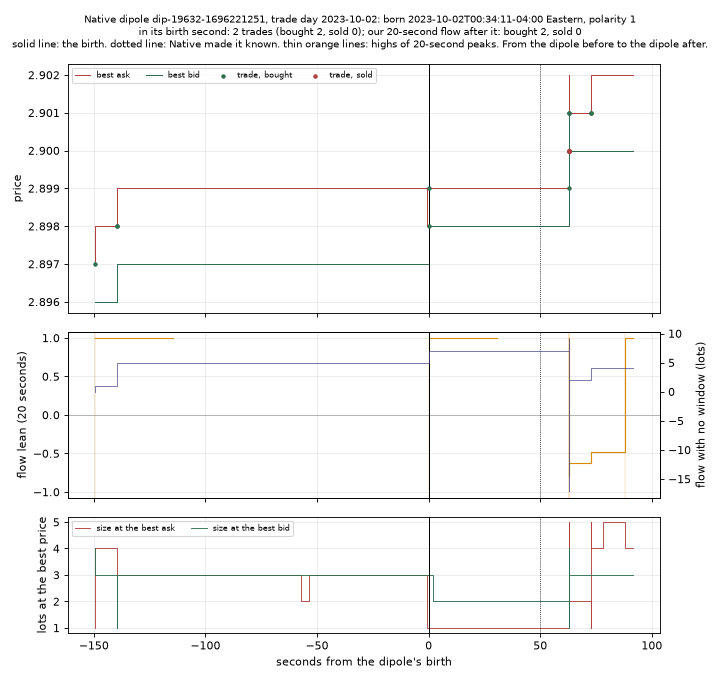 Native dipole dip-19632-1696221251, trade day 2023-10-02: born 2023-10-02T00:34:11-04:00 Eastern, polarity 1
in its birth second: 2 trades (bought 2, sold 0); our 20-second flow after it: bought 2, sold 0
solid line: the birth. dotted line: Native made it known. thin orange lines: highs of 20-second peaks. From the dipole before to the dipole after.
best ask
best bid
trade, bought
trade, sold
2.902
2.901
2.900
2.899
2.898
2.897
2.896
price
1.0
0.5
0.0
−0.5
−1.0
flow lean (20 seconds)
10
5
0
−5
−10
−15
flow with no window (lots)
size at the best ask
size at the best bid
5
4
3
2
1
lots at the best price
−150
−100
−50
0
50
100
seconds from the dipole's birth